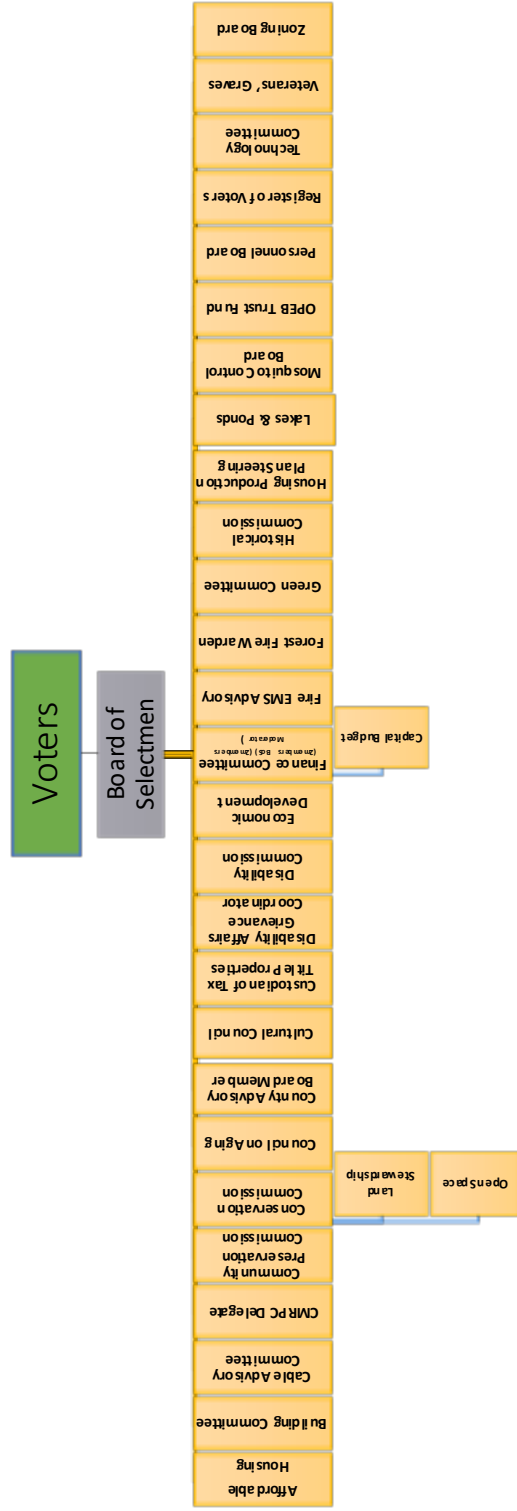 Voters
Board of
Selectmen
Affordable
Housing
Building Committee
Cable Advisory
Committee
CMRPC Delegate
Community
Preservation
Commission
Conservation
Commission
Land
Stewardship
Open Space
Council on Aging
County Advisory
Board Member
Cultural Council
Custodian of Tax
Title Properties
Disability Affairs
Grievance
Coordinator
Disability
Commission
Economic
Development
Finance Committee
(2members BoS) (2members
Moderator )
Capital Budget
Fire EMS Advisory
Forest Fire Warden
Green Committee
Historical
Commission
Housing Production
Plan Steering
Lakes & Ponds
Mosquito Control
Board
OPEB Trust Fund
Personnel Board
Register of Voters
Technology
Committee
Veterans' Graves
Zoning Board